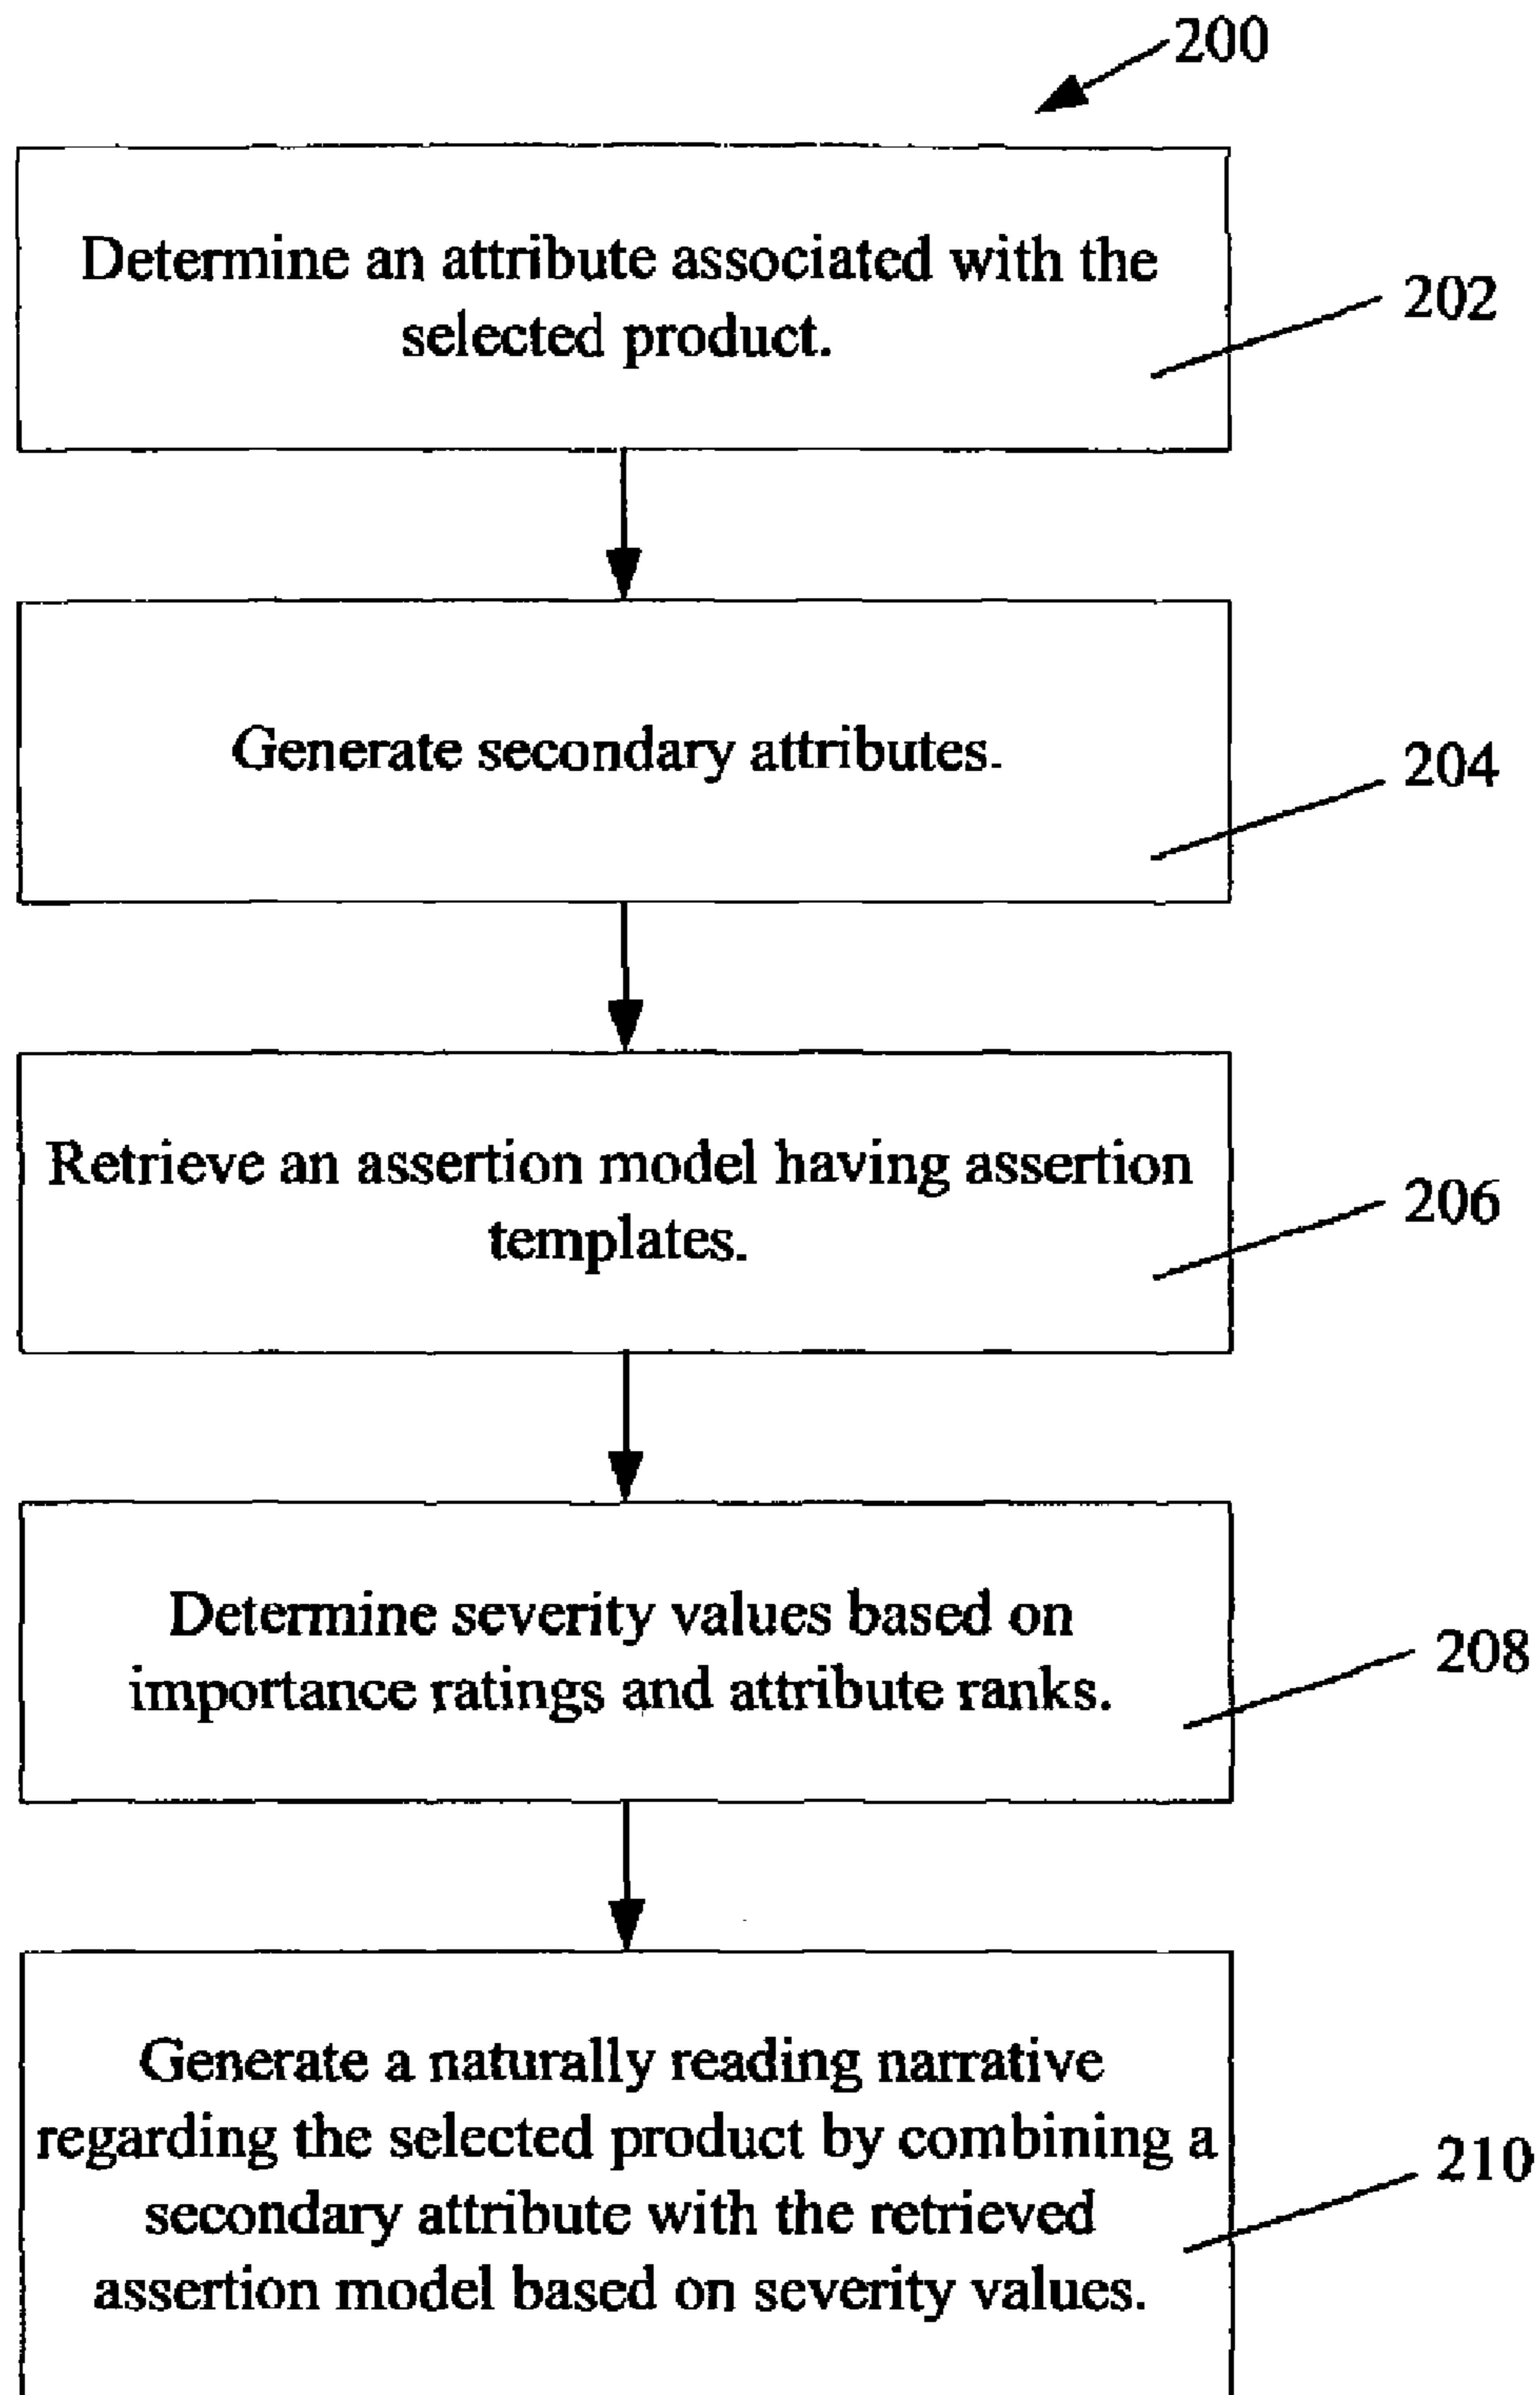 200
Determine an attribute associated with the
selected product.
202
Generate secondary attributes.
204
Retrieve an assertion model having assertion
templates.
206
Determine severity values based on
importance ratings and attribute ranks.
208
Generate a naturally reading narrative
regarding the selected product by combining a
secondary attribute with the retrieved
assertion model based on severity values.
210